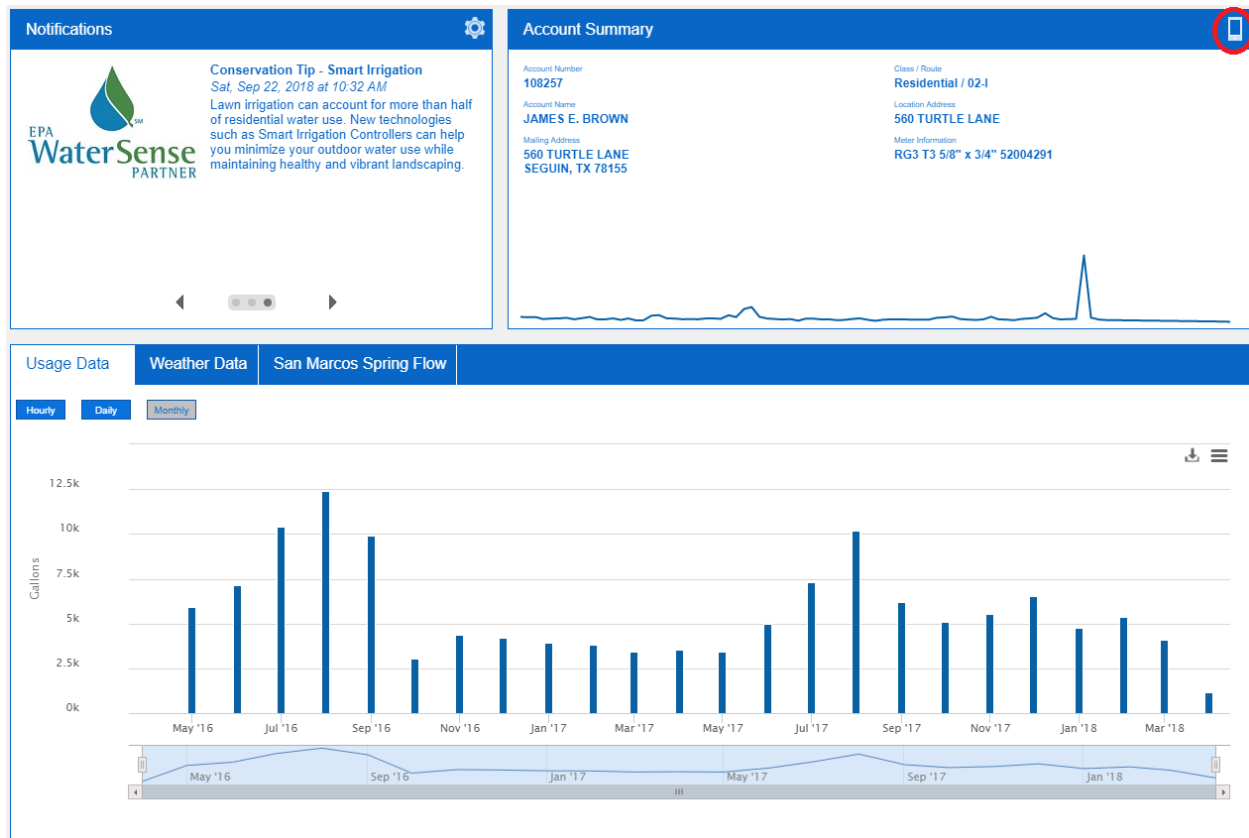 Notifications
Conservation Tip - Smart Irrigation
Sat, Sep 22, 2018 at 10:32 AM
Lawn irrigation can account for more than half
of residential water use. New technologies
such as Smart Irrigation Controllers can help
you minimize your outdoor water use while
maintaining healthy and vibrant landscaping.
EPA
WaterSense
SM
PARTNER
Account Summary
Account Number
108257
Account Name
JAMES E. BROWN
Mailing Address
560 TURTLE LANE
SEGUIN, TX 78155
Class / Route
Residential / 02-I
Location Address
560 TURTLE LANE
Meter Information
RG3 T3 5/8" x 3/4" 52004291
Usage Data Weather Data San Marcos Spring Flow
Hourly Daily Monthly
Gallons
12.5k
10k
7.5k
5k
2.5k
0k
May '16 Jul '16 Sep '16 Nov '16 Jan '17 Mar '17 May '17 Jul '17 Sep '17 Nov '17 Jan '18 Mar '18
May '16 Sep '16 Jan '17 May '17 Sep '17 Jan '18